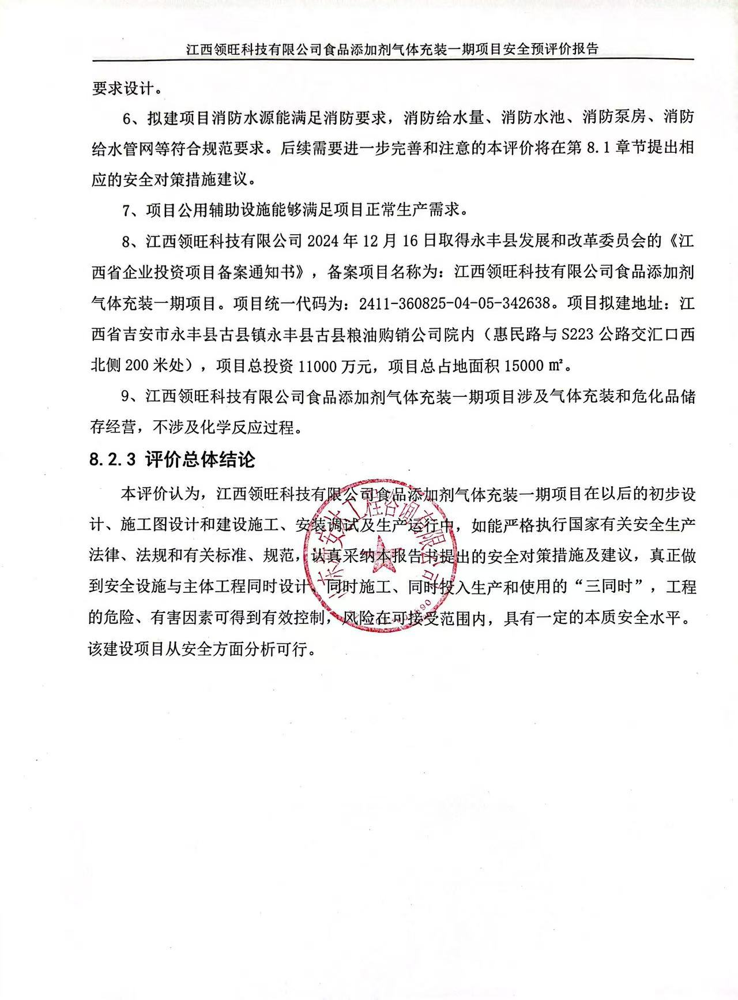 江西领旺科技有限公司食品添加剂气体充装一期项目安全预评价报告
要求设计。
6、拟建项目消防水源能满足消防要求，消防给水量、消防水池、消防泵房、消防
给水管网等符合规范要求。后续需要进一步完善和注意的本评价将在第 8.1 章节提出相
应的安全对策措施建议。
7、项目公用辅助设施能够满足项目正常生产需求。
8、江西领旺科技有限公司 2024 年 12 月 16 日取得永丰县发展和改革委员会的《江
西省企业投资项目备案通知书》，备案项目名称为：江西领旺科技有限公司食品添加剂
气体充装一期项目。项目统一代码为：2411-360825-04-05-342638。项目拟建地址：江
西省吉安市永丰县古县镇永丰县古县粮油购销公司院内（惠民路与 S223 公路交汇口西
北侧 200 米处），项目总投资 11000 万元，项目总占地面积 15000 ㎡。
9、江西领旺科技有限公司食品添加剂气体充装一期项目涉及气体充装和危化品储
存经营，不涉及化学反应过程。
8.2.3 评价总体结论
本评价认为，江西领旺科技有限公司食品添加剂气体充装一期项目在以后的初步设
计、施工图设计和建设施工、安装调试及生产运行中，如能严格执行国家有关安全生产
法律、法规和有关标准、规范，认真采纳本报告书提出的安全对策措施及建议，真正做
到安全设施与主体工程同时设计、同时施工、同时投入生产和使用的“三同时”，工程
的危险、有害因素可得到有效控制，风险在可接受范围内，具有一定的本质安全水平。
该建设项目从安全方面分析可行。
工程咨询有限公司